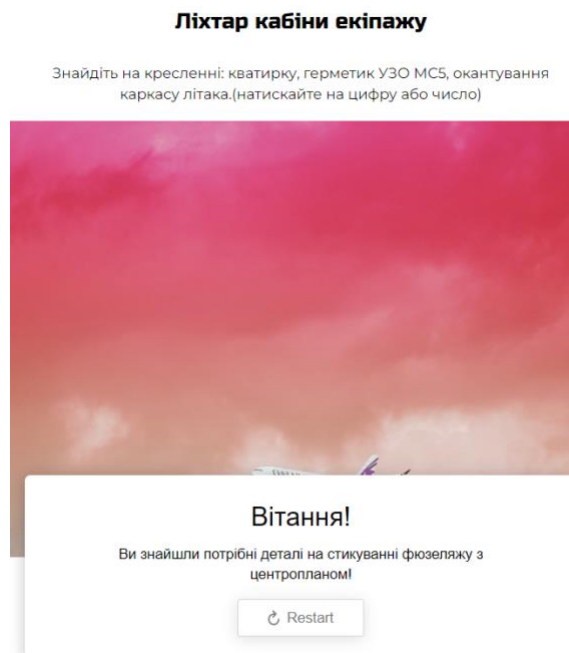 Ліхтар кабіни екіпажу
Знайдіть на кресленні: кватирку, герметик УЗО МС5, окантування
каркасу літака.(натискайте на цифру або число)
Вітання!
Ви знайшли потрібні деталі на стикуванні фюзеляжу з
центропланом!
Restart